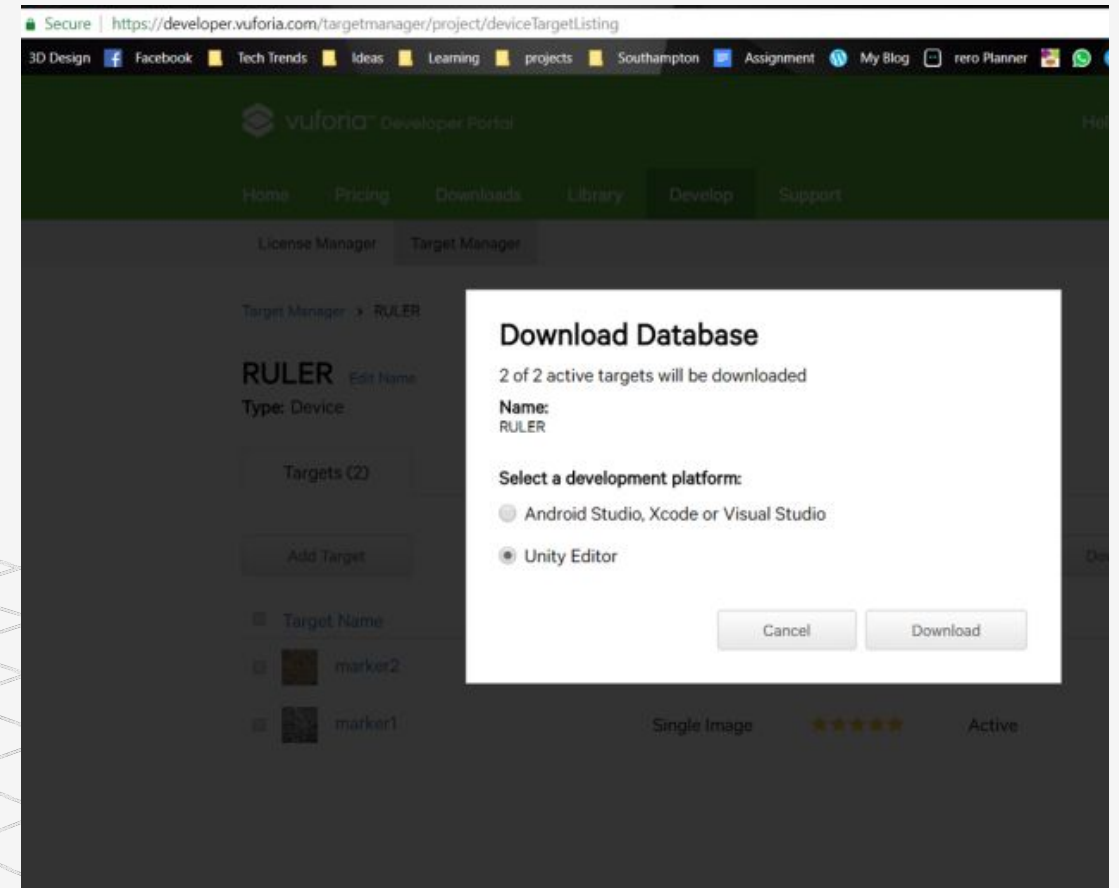 Secure | https://developer.vuforia.com/targetmanager/project/deviceTargetListing
3D Design Facebook Tech Trends Ideas Learning projects Southampton Assignment My Blog rero Planner
vuforia™ Developer Portal
Home Pricing Downloads Library Develop Support
License Manager Target Manager
Target Manager > RULER
RULER Edit Name
Type: Device
Targets (2)
Add Target
Target Name
marker2
marker1 Single Image Active
Download Database
2 of 2 active targets will be downloaded
Name:
RULER
Select a development platform:
Android Studio, Xcode or Visual Studio
Unity Editor
Cancel Download